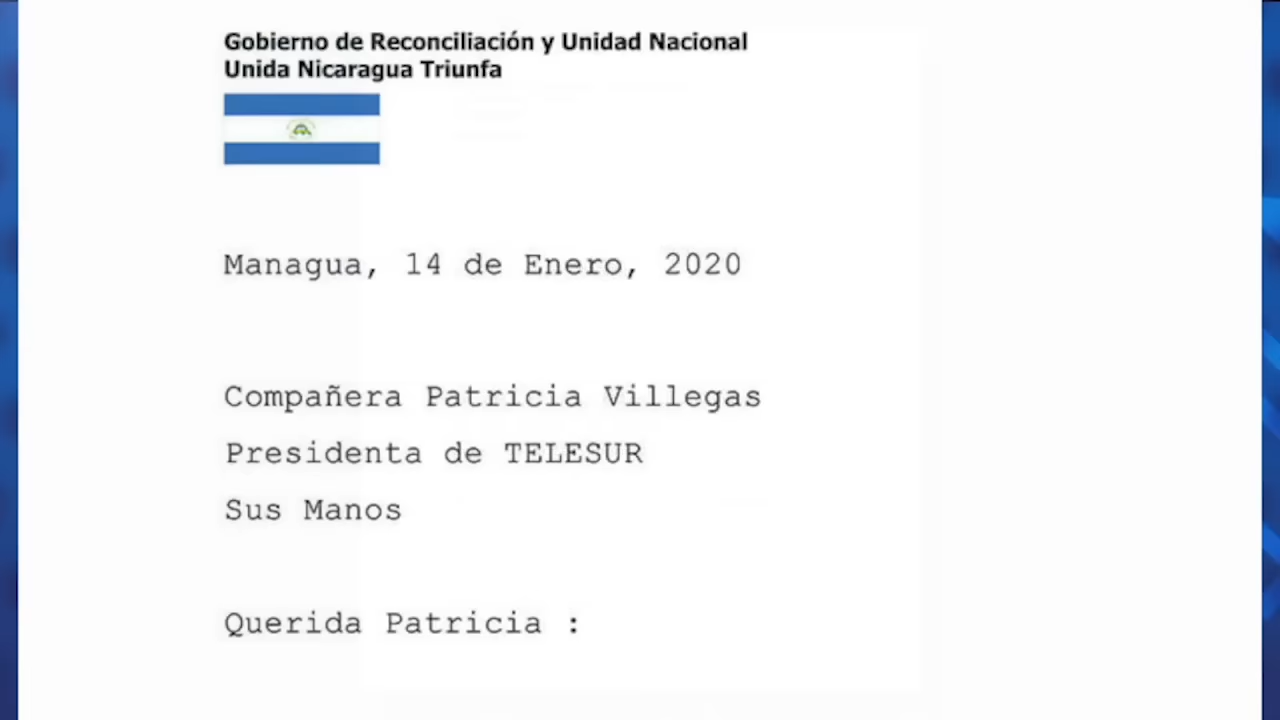 Gobierno de Reconciliación y Unidad Nacional
Unida Nicaragua Triunfa
Managua, 14 de Enero, 2020
Compañera Patricia Villegas
Presidenta de TELESUR
Sus Manos
Querida Patricia :